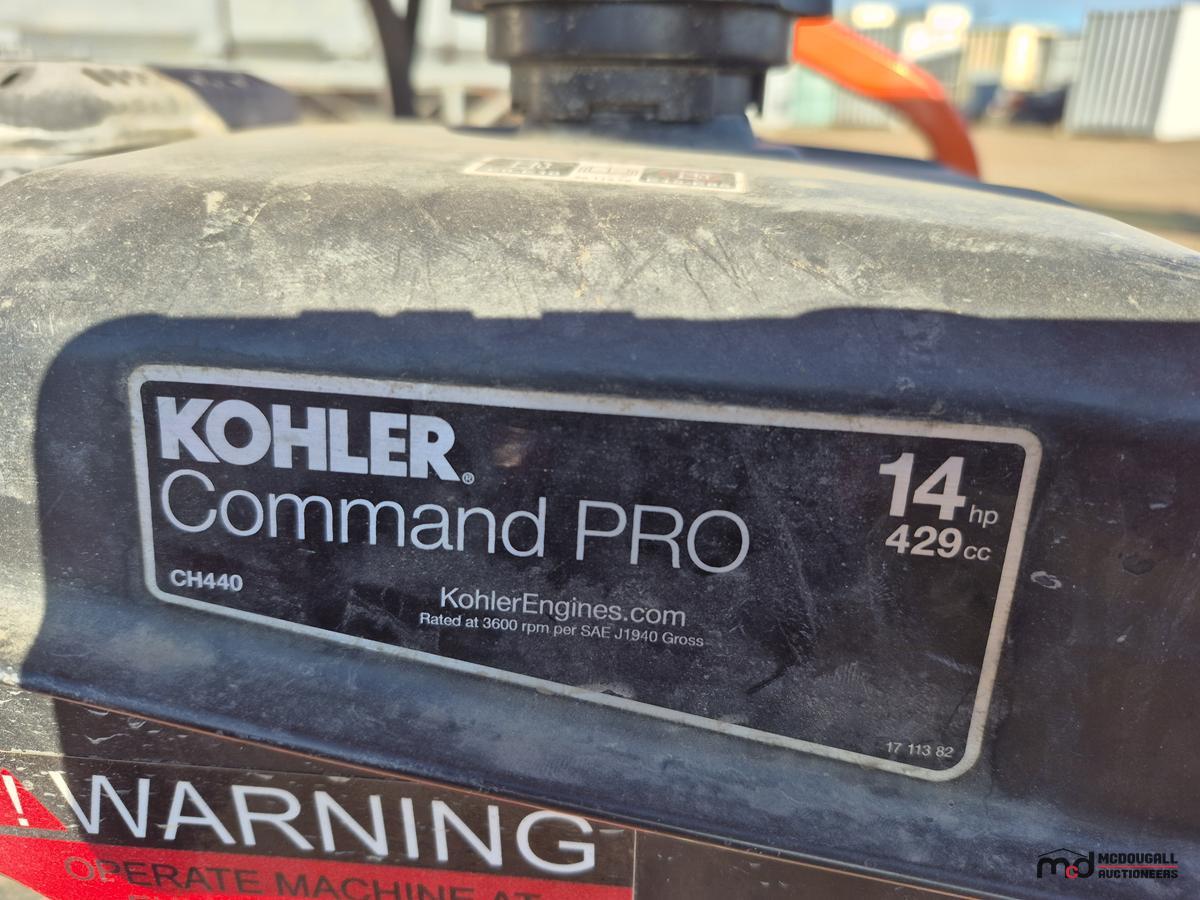 KOHLER®
Command PRO
14 hp
429 cc
CH440
KohlerEngines.com
Rated at 3600 rpm per SAE J1940 Gross
17 113 82
! WARNING
OPERATE MACHINE AT
mcd MCDOUGALL
AUCTIONEERS